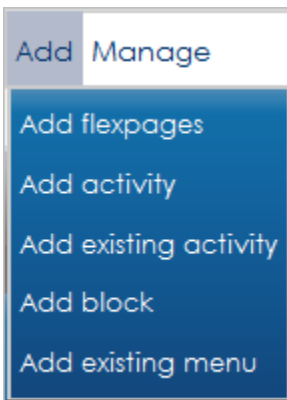 Add Manage
Add flexpages
Add activity
Add existing activity
Add block
Add existing menu